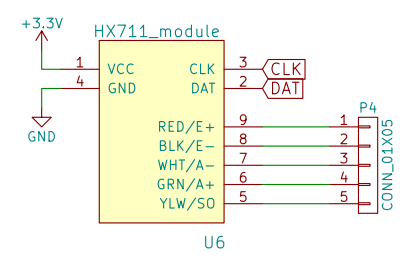 +3.3V
HX711_module
1 VCC CLK 3 CLK
4 GND DAT 2 DAT
GND
P4
RED/E+ 9 1
BLK/E- 8 2
WHT/A- 7 3
GRN/A+ 6 4
YLW/SO 5 5
CONN_01X05
U6